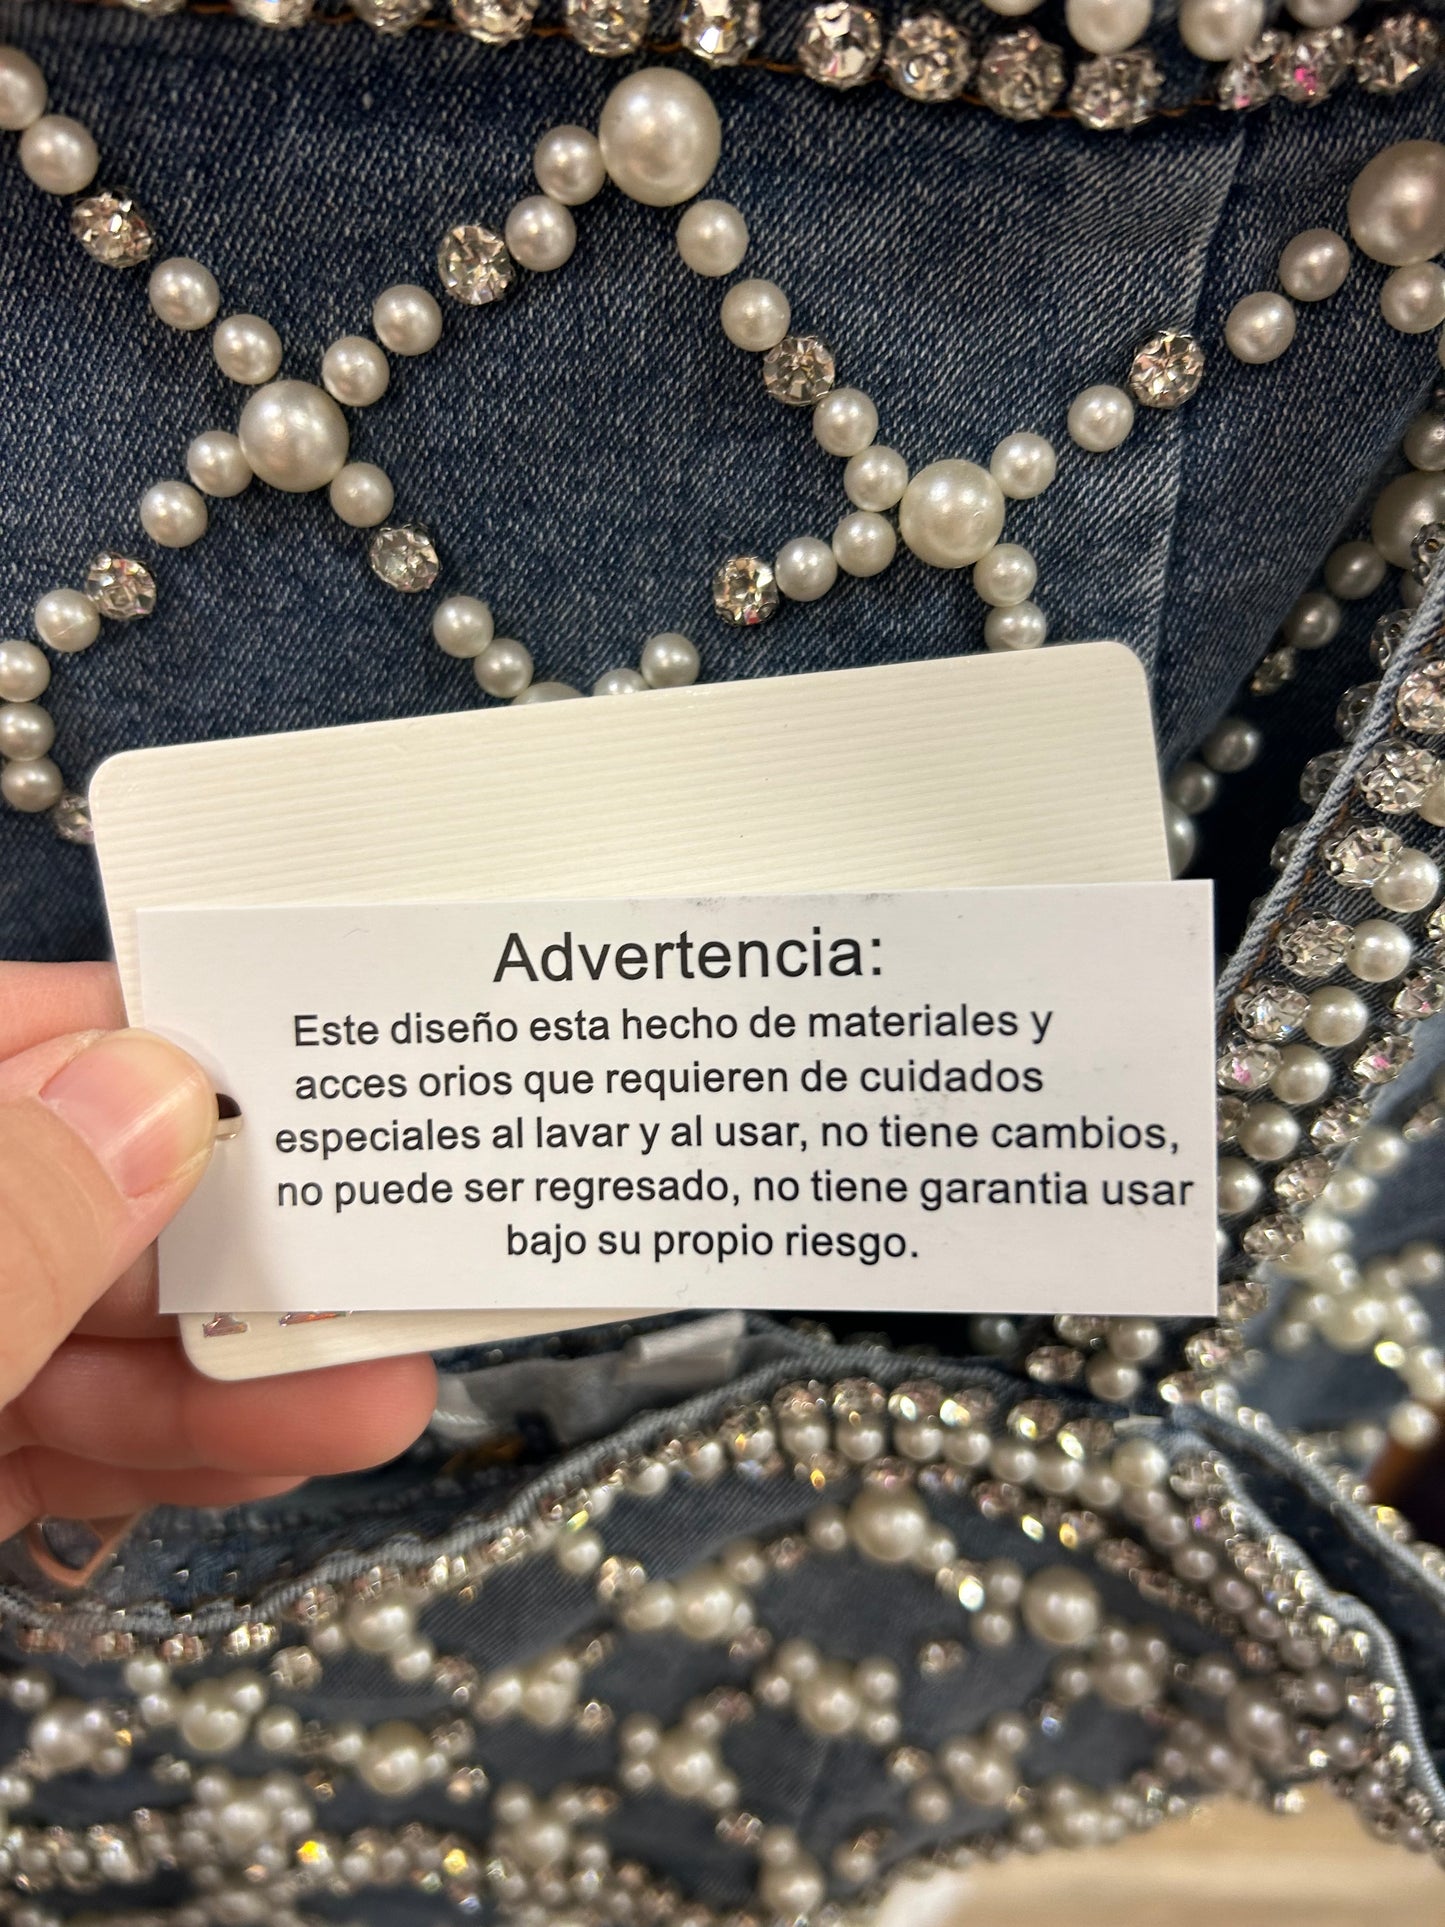 Advertencia:
Este diseño esta hecho de materiales y
acces orios que requieren de cuidados
especiales al lavar y al usar, no tiene cambios,
no puede ser regresado, no tiene garantia usar
bajo su propio riesgo.